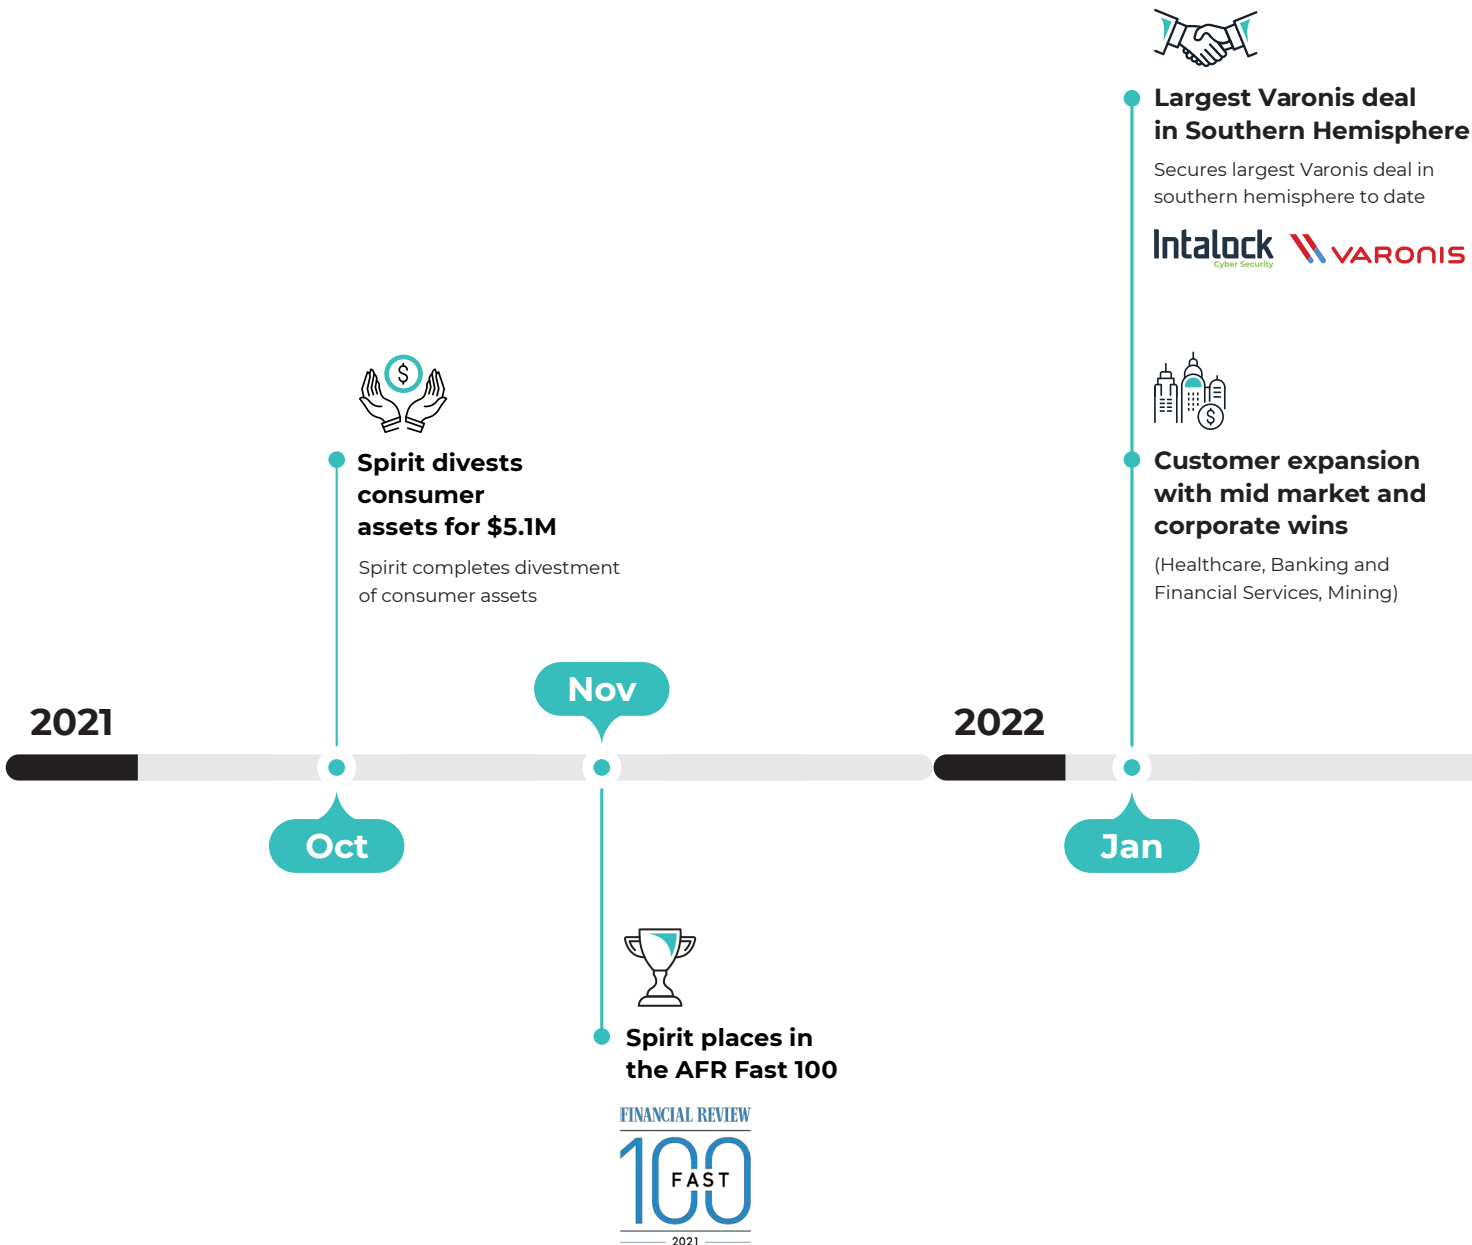 Largest Varonis deal
in Southern Hemisphere
Secures largest Varonis deal in
southern hemisphere to date
Intalock
Cyber Security
VARONIS
$
Spirit divests
consumer
assets for $5.1M
Spirit completes divestment
of consumer assets
$
Customer expansion
with mid market and
corporate wins
(Healthcare, Banking and
Financial Services, Mining)
2021
Nov
2022
Oct
Jan
Spirit places in
the AFR Fast 100
FINANCIAL REVIEW
100
FAST
2021